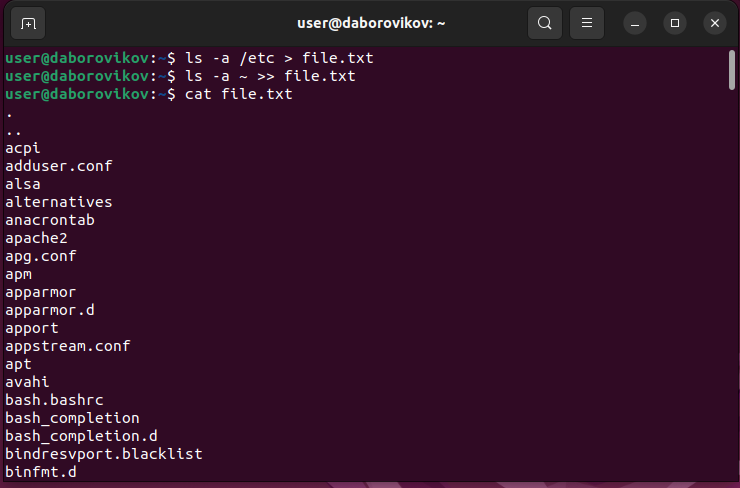 user@daborovikov: ~
user@daborovikov:~$ ls -a /etc > file.txt
user@daborovikov:~$ ls -a ~ >> file.txt
user@daborovikov:~$ cat file.txt
.
..
acpi
adduser.conf
alsa
alternatives
anacrontab
apache2
apg.conf
apm
apparmor
apparmor.d
apport
appstream.conf
apt
avahi
bash.bashrc
bash_completion
bash_completion.d
bindresvport.blacklist
binfmt.d